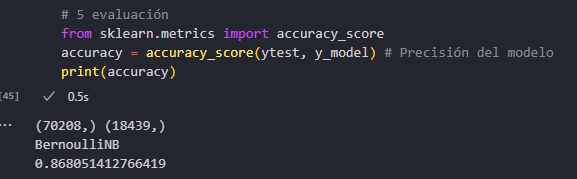 # 5 evaluación
from sklearn.metrics import accuracy_score
accuracy = accuracy_score(ytest, y_model) # Precisión del modelo
print(accuracy)
[45] ✓ 0.5s
... (70208,) (18439,)
BernoulliNB
0.868051412766419